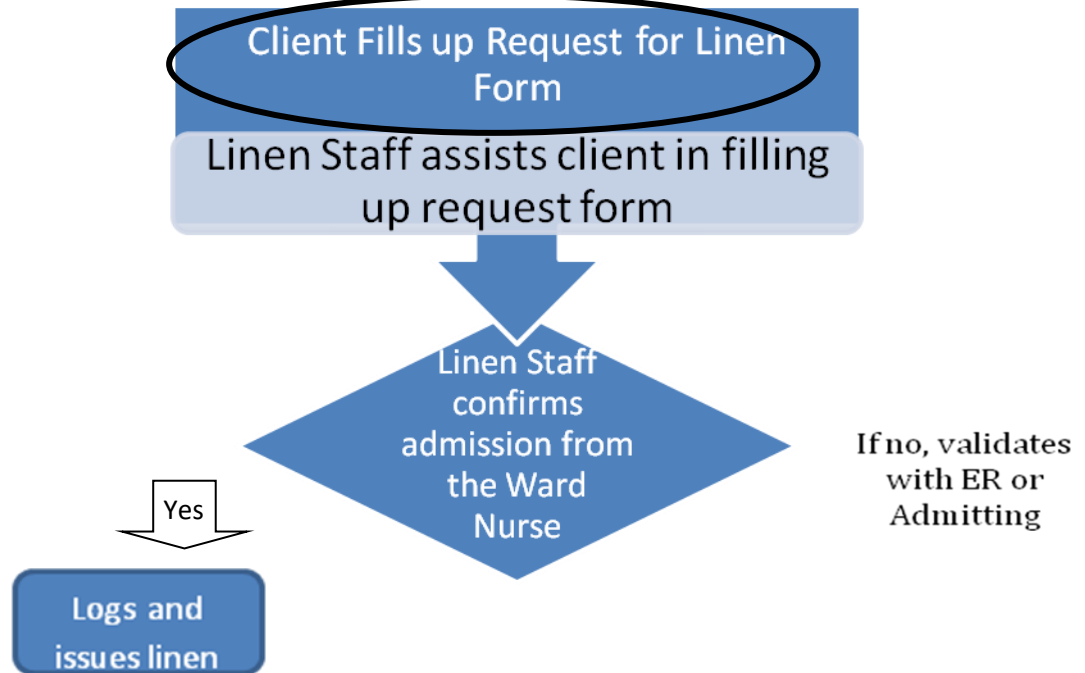 Client Fills up Request for Linen
Form
Linen Staff assists client in filling
up request form
Linen Staff
confirms
admission from
the Ward
Nurse
If no, validates
with ER or
Admitting
Yes
Logs and
issues linen